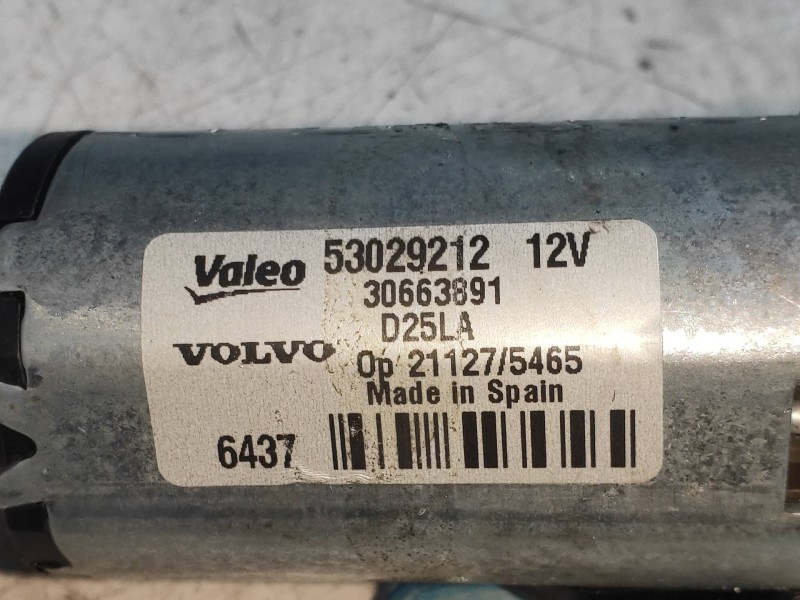 Valeo 53029212 12V
30663891
D25LA
VOLVO Op 21127/5465
Made in Spain
6437